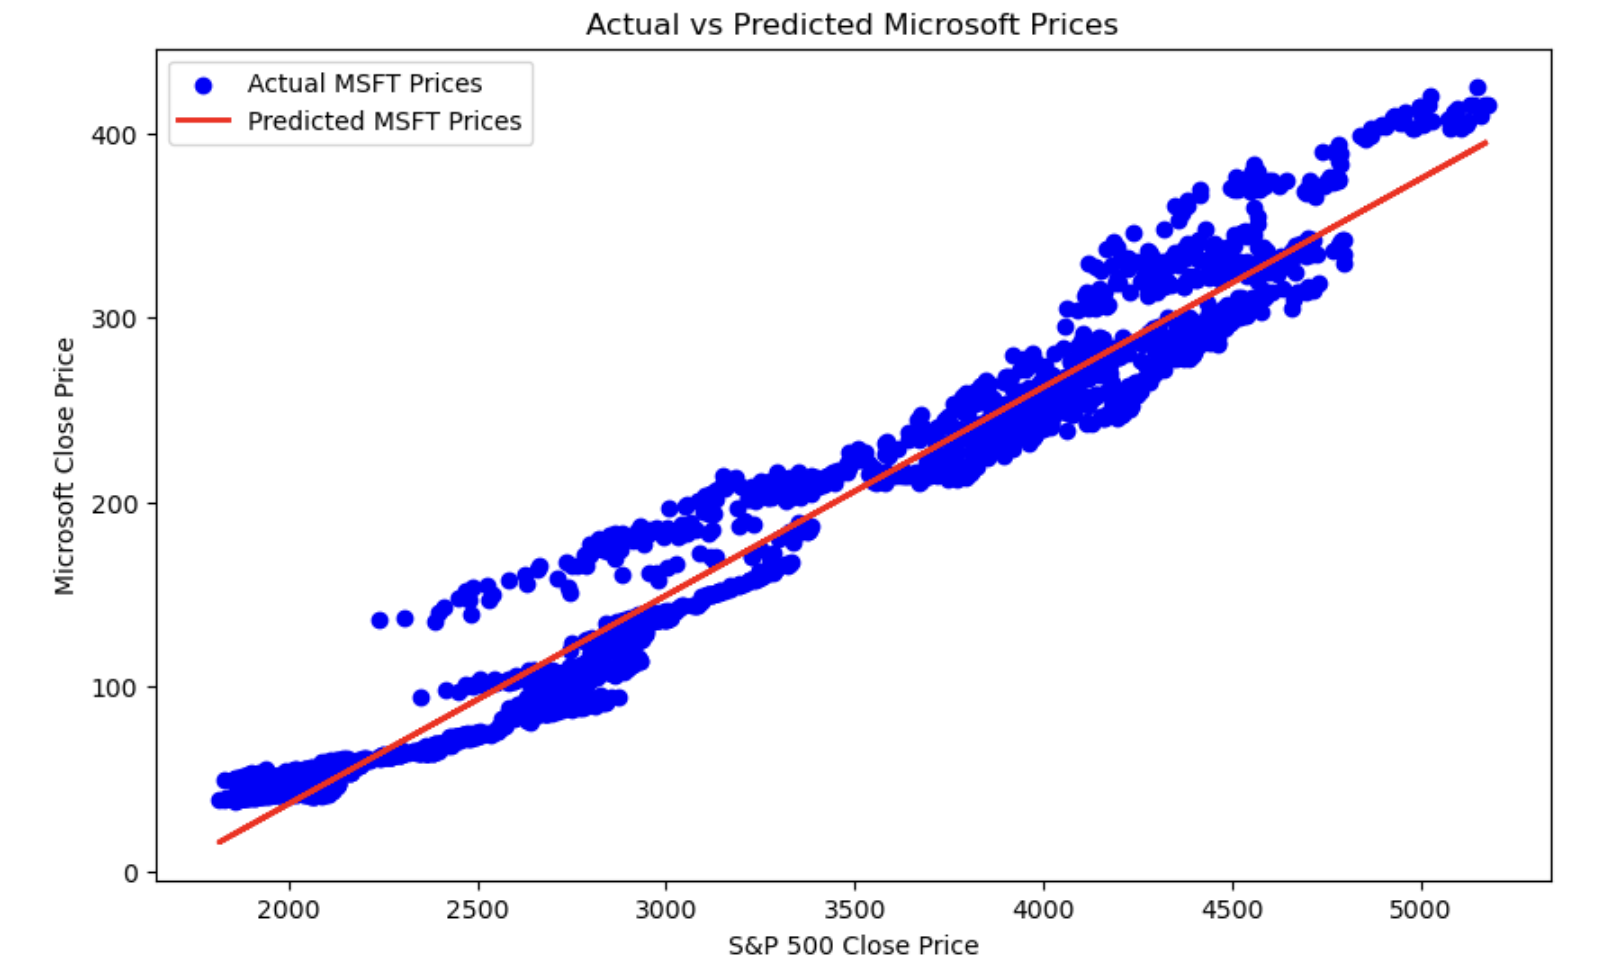 Actual vs Predicted Microsoft Prices
Actual MSFT Prices
Predicted MSFT Prices
Microsoft Close Price
400
300
200
100
0
2000 2500 3000 3500 4000 4500 5000
S&P 500 Close Price